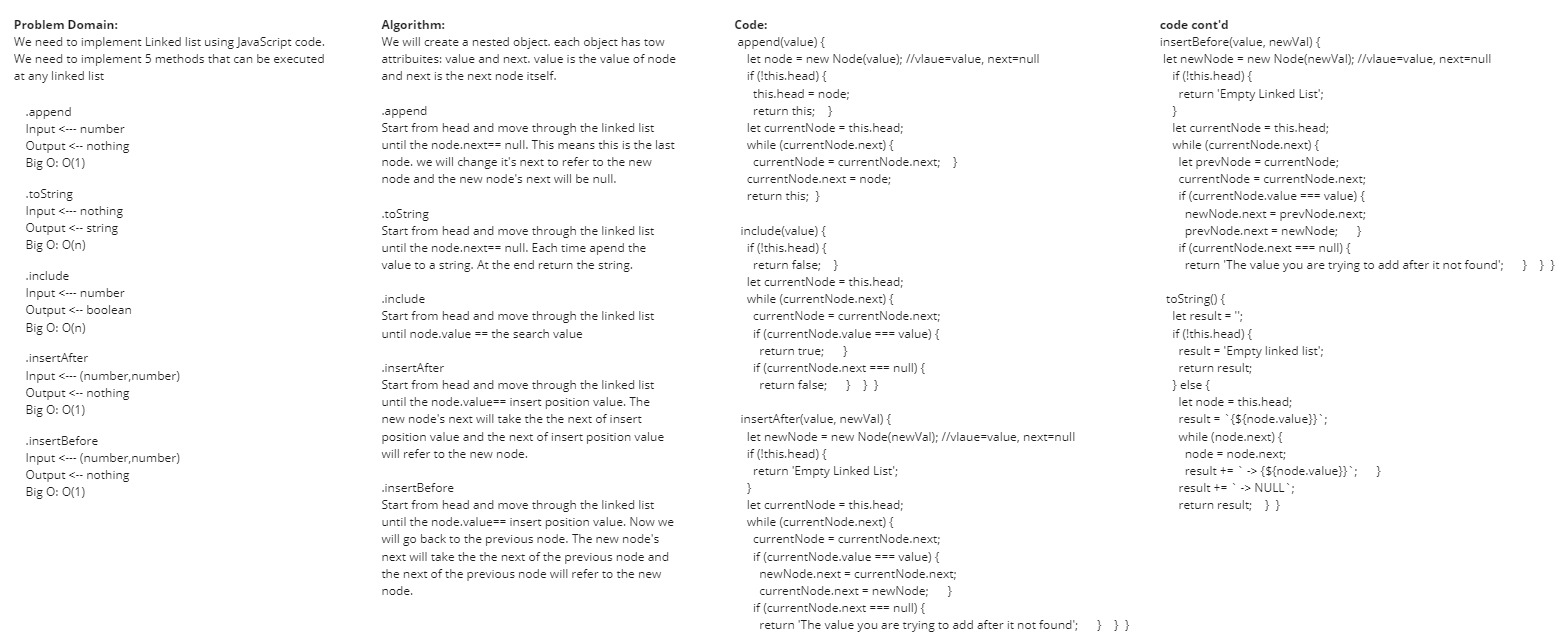 Problem Domain:
We need to implement Linked list using JavaScript code.
We need to implement 5 methods that can be executed
at any linked list
.append
Input <--- number
Output <-- nothing
Big O: O(1)
.toString
Input <--- nothing
Output <-- string
Big O: O(n)
.include
Input <--- number
Output <-- boolean
Big O: O(n)
.insertAfter
Input <--- (number,number)
Output <-- nothing
Big O: O(1)
.insertBefore
Input <--- (number,number)
Output <-- nothing
Big O: O(1)
Algorithm:
We will create a nested object. each object has tow
attribuites: value and next. value is the value of node
and next is the next node itself.
.append
Start from head and move through the linked list
until the node.next== null. This means this is the last
node. we will change it's next to refer to the new
node and the new node's next will be null.
.toString
Start from head and move through the linked list
until the node.next== null. Each time apend the
value to a string. At the end return the string.
.include
Start from head and move through the linked list
until node.value == the search value
.insertAfter
Start from head and move through the linked list
until the node.value== insert position value. The
new node's next will take the the next of insert
position value and the next of insert position value
will refer to the new node.
.insertBefore
Start from head and move through the linked list
until the node.value== insert position value. Now we
will go back to the previous node. The new node's
next will take the the next of the previous node and
the next of the previous node will refer to the new
node.
Code:
append(value) {
let node = new Node(value); //vlaue=value, next=null
if (!this.head) {
this.head = node;
return this; }
let currentNode = this.head;
while (currentNode.next) {
currentNode = currentNode.next; }
currentNode.next = node;
return this; }
include(value) {
if (!this.head) {
return false; }
let currentNode = this.head;
while (currentNode.next) {
currentNode = currentNode.next;
if (currentNode.value === value) {
return true; }
if (currentNode.next === null) {
return false; } } }
insertAfter(value, newVal) {
let newNode = new Node(newVal); //vlaue=value, next=null
if (!this.head) {
return 'Empty Linked List';
}
let currentNode = this.head;
while (currentNode.next) {
currentNode = currentNode.next;
if (currentNode.value === value) {
newNode.next = currentNode.next;
currentNode.next = newNode; }
if (currentNode.next === null) {
return 'The value you are trying to add after it not found'; } } }
code cont'd
insertBefore(value, newVal) {
let newNode = new Node(newVal); //vlaue=value, next=null
if (!this.head) {
return 'Empty Linked List';
}
let currentNode = this.head;
while (currentNode.next) {
let prevNode = currentNode;
currentNode = currentNode.next;
if (currentNode.value === value) {
newNode.next = prevNode.next;
prevNode.next = newNode; }
if (currentNode.next === null) {
return 'The value you are trying to add after it not found'; } } }
toString() {
let result = '';
if (!this.head) {
result = 'Empty linked list';
return result;
} else {
let node = this.head;
result = `{${node.value}}`;
while (node.next) {
node = node.next;
result += ` -> {${node.value}}`; }
result += ` -> NULL`;
return result; } }